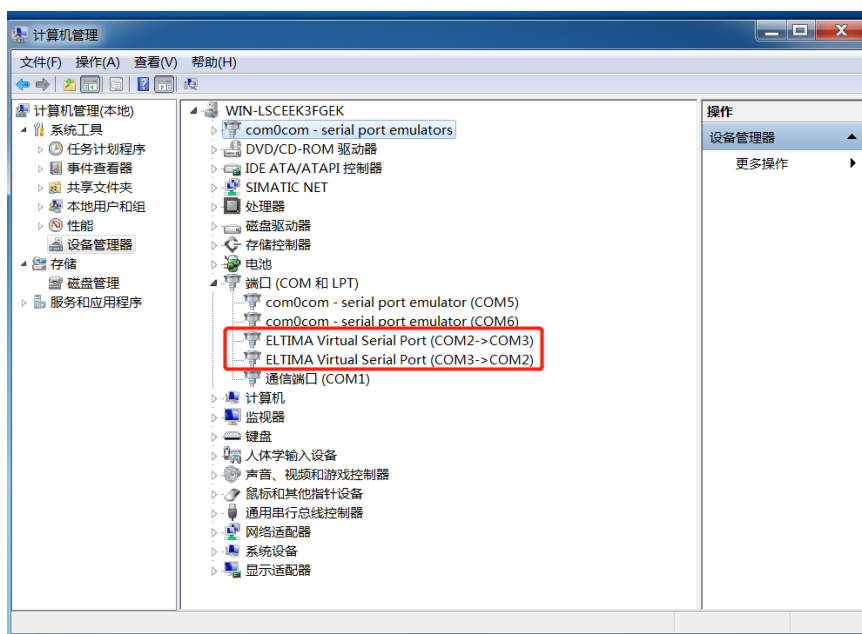 计算机管理
文件(F) 操作(A) 查看(V) 帮助(H)
计算机管理(本地)
系统工具
任务计划程序
事件查看器
共享文件夹
本地用户和组
性能
设备管理器
存储
磁盘管理
服务和应用程序
WIN-LSCEEK3FGEK
com0com - serial port emulators
DVD/CD-ROM 驱动器
IDE ATA/ATAPI 控制器
SIMATIC NET
处理器
磁盘驱动器
存储控制器
电池
端口 (COM 和 LPT)
com0com - serial port emulator (COM5)
com0com - serial port emulator (COM6)
ELTIMA Virtual Serial Port (COM2->COM3)
ELTIMA Virtual Serial Port (COM3->COM2)
通信端口 (COM1)
计算机
监视器
键盘
人体学输入设备
声音、视频和游戏控制器
鼠标和其他指针设备
通用串行总线控制器
网络适配器
系统设备
显示适配器
操作
设备管理器
更多操作